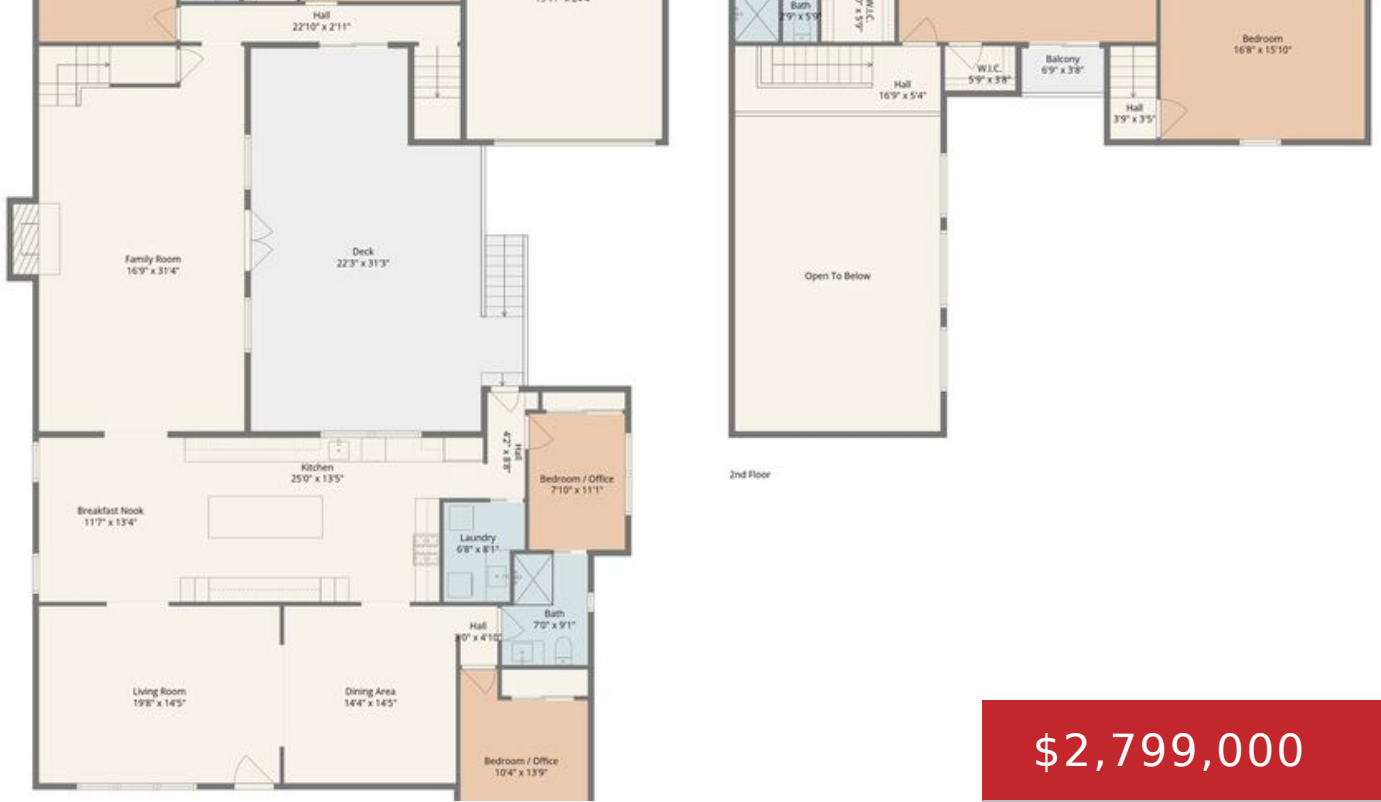 Hall
22'10" x 2'11"
Family Room
16'9" x 31'4"
Deck
22'3" x 31'3"
Kitchen
25'0" x 13'5"
Hall
4'2" x 8'8"
Bedroom / Office
7'10" x 11'1"
Breakfast Nook
11'7" x 13'4"
Laundry
6'8" x 8'1"
Bath
7'0" x 9'1"
Hall
x 4'10"
Living Room
19'8" x 14'5"
Dining Area
14'4" x 14'5"
Bedroom / Office
10'4" x 13'9"
Bath
2'9" x 5'9"
W.I.C.
Bedroom
16'8" x 15'10"
Hall
16'9" x 5'4"
W.I.C.
5'9" x 3'8"
Balcony
6'9" x 3'8"
Hall
3'9" x 3'5"
Open To Below
2nd Floor
$2,799,000